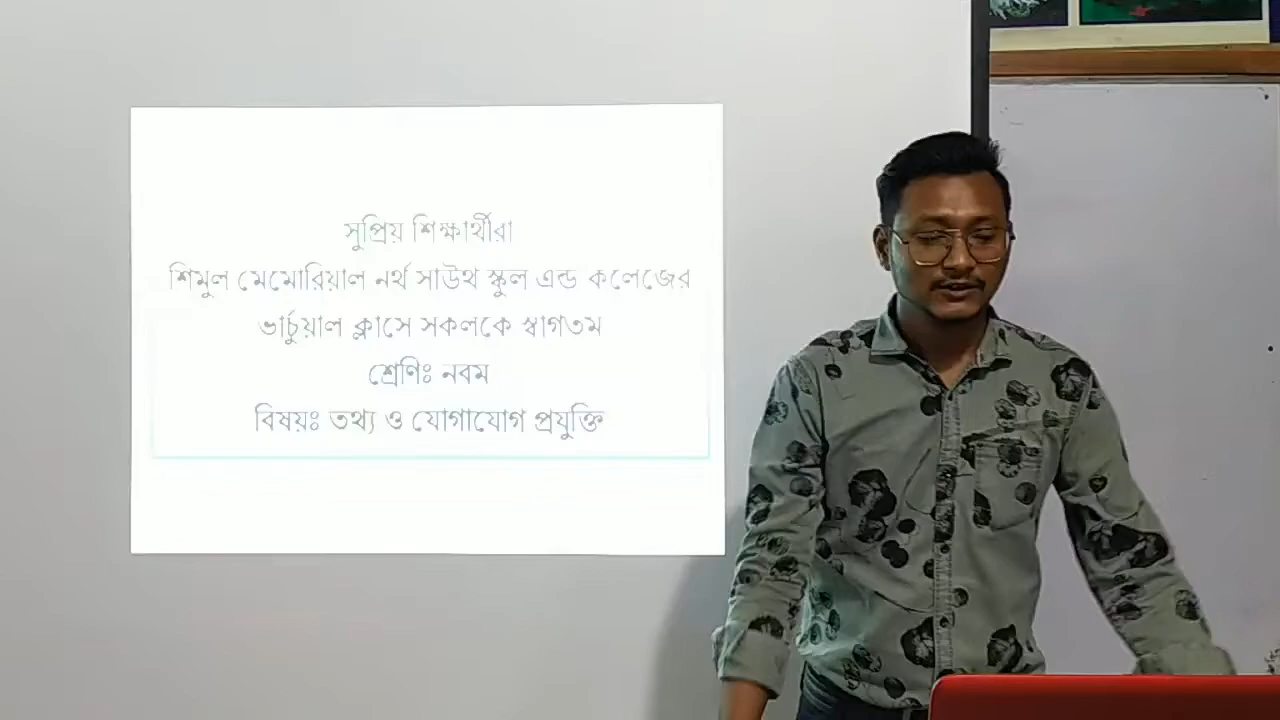 সুপ্রিয় শিক্ষার্থীরা
শিমুল মেমোরিয়াল নর্থ সাউথ স্কুল এন্ড কলেজের
ভার্চুয়াল ক্লাসে সকলকে স্বাগতম
শ্রেণিঃ নবম
বিষয়ঃ তথ্য ও যোগাযোগ প্রযুক্তি